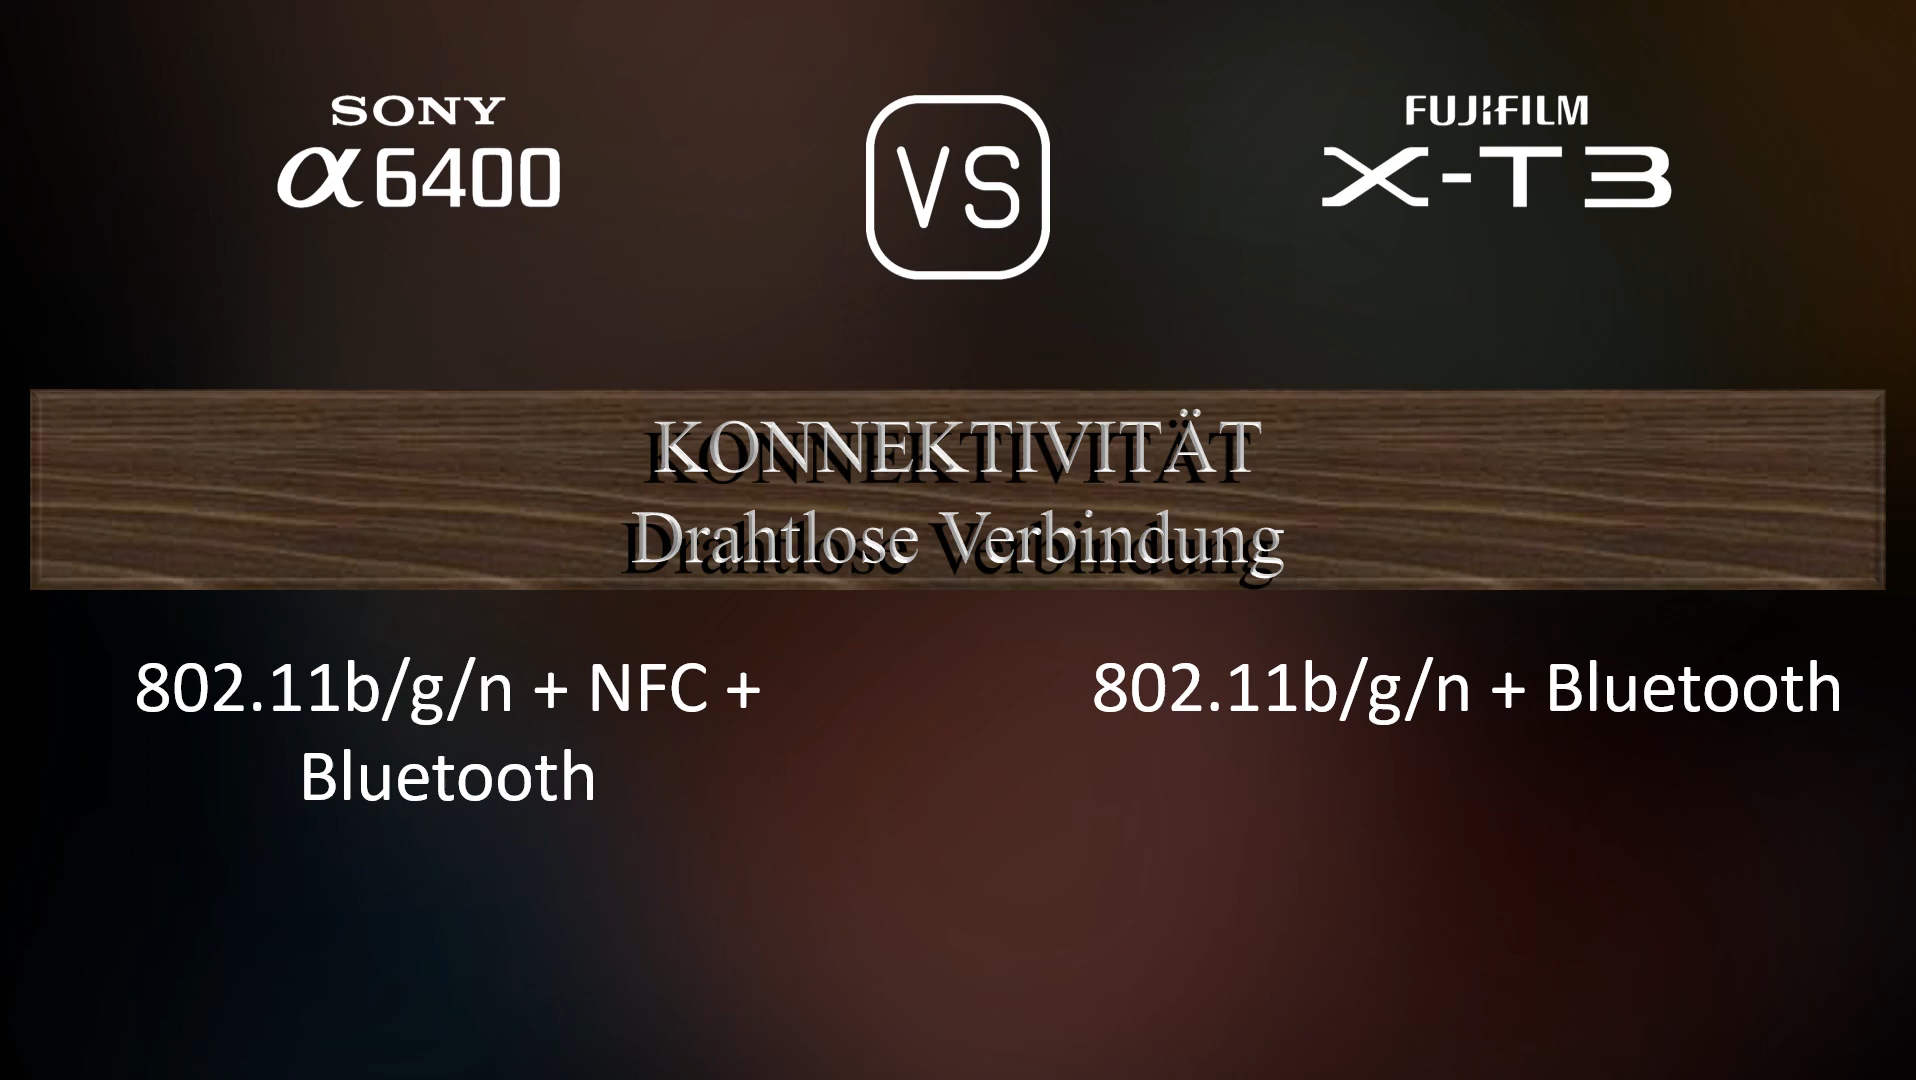 SONY
α6400
VS
FUJIFILM
X-T3
KONNEKTIVITÄT
Drahtlose Verbindung
802.11b/g/n + NFC +
Bluetooth
802.11b/g/n + Bluetooth